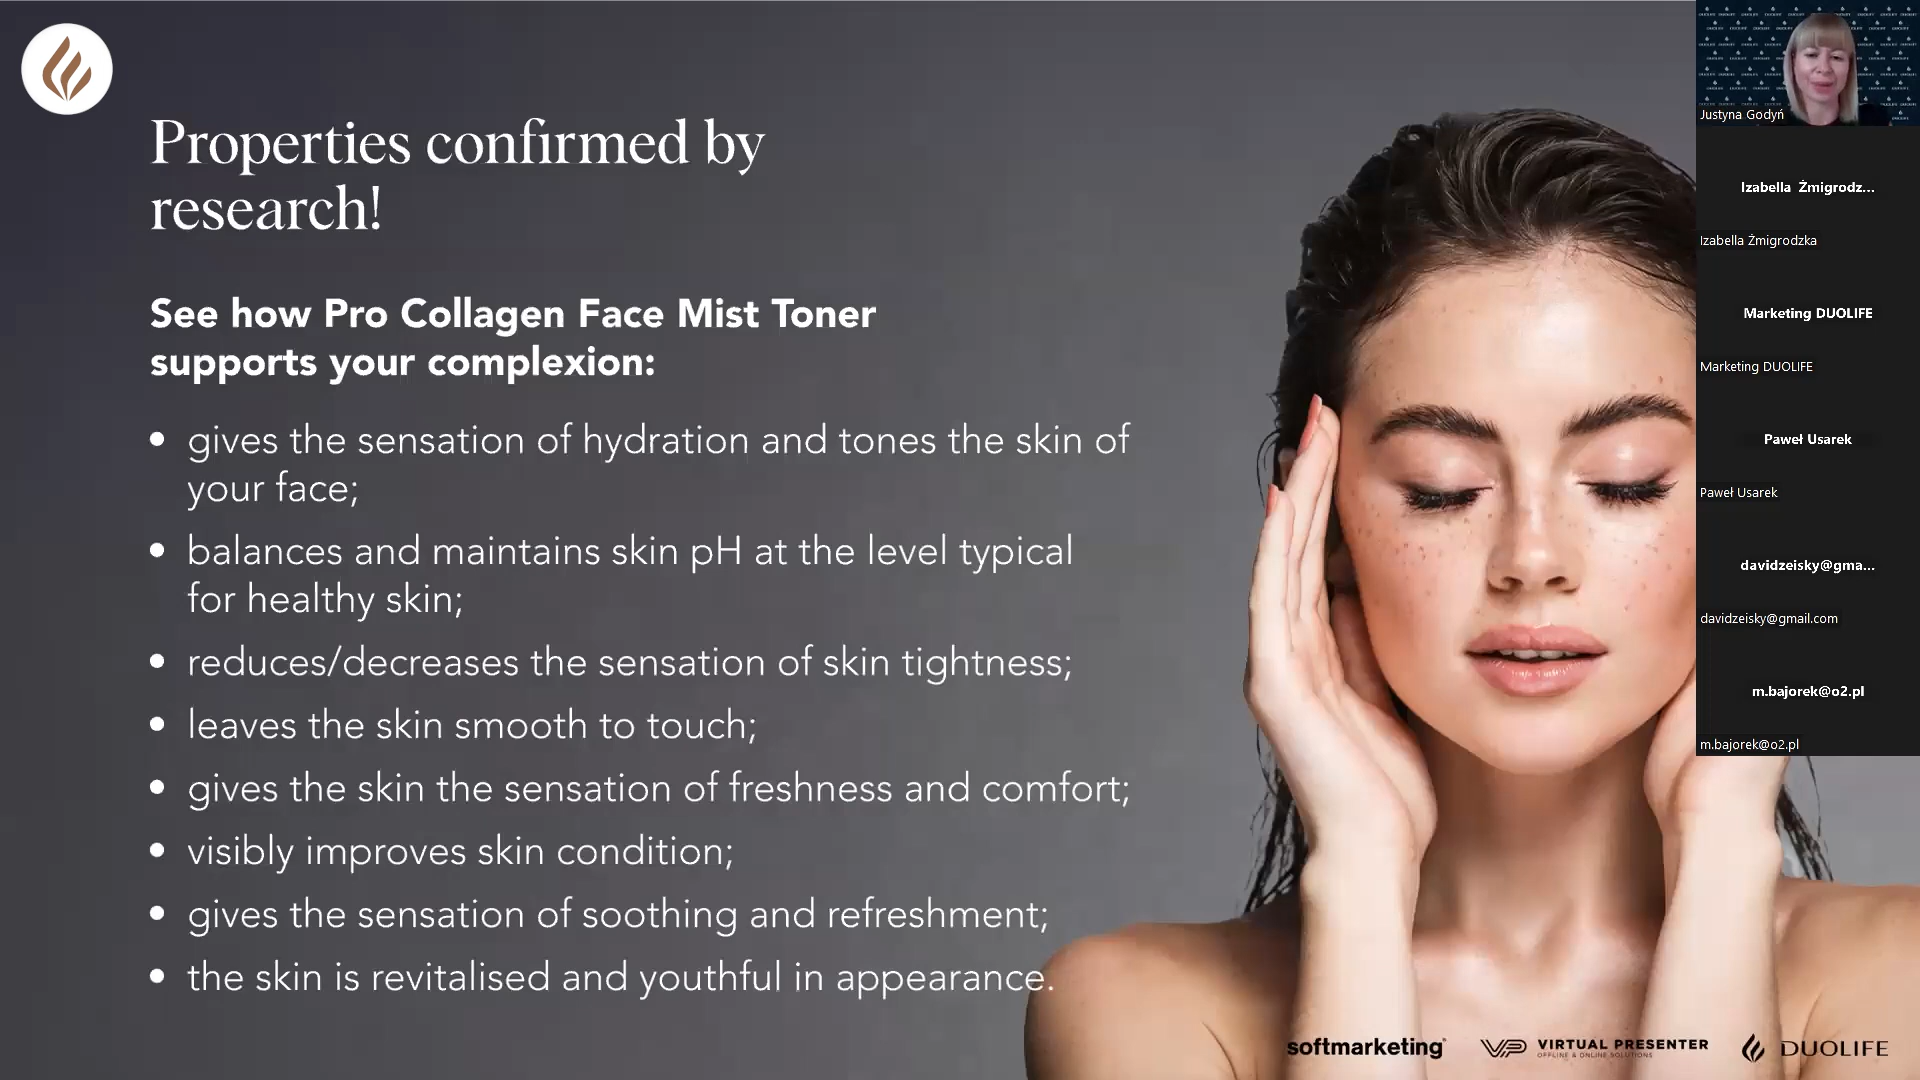 Properties confirmed by
research!
See how Pro Collagen Face Mist Toner
supports your complexion:
• gives the sensation of hydration and tones the skin of
your face;
• balances and maintains skin pH at the level typical
for healthy skin;
• reduces/decreases the sensation of skin tightness;
• leaves the skin smooth to touch;
• gives the skin the sensation of freshness and comfort;
• visibly improves skin condition;
• gives the sensation of soothing and refreshment;
• the skin is revitalised and youthful in appearance.
Justyna Godyń
Izabella Żmigrodz...
Izabella Żmigrodzka
Marketing DUOLIFE
Marketing DUOLIFE
Paweł Usarek
Paweł Usarek
davidzeisky@gma...
davidzeisky@gmail.com
m.bajorek@o2.pl
m.bajorek@o2.pl
softmarketing
VP VIRTUAL PRESENTER
OFFLINE & ONLINE SOLUTIONS
DUOLIFE